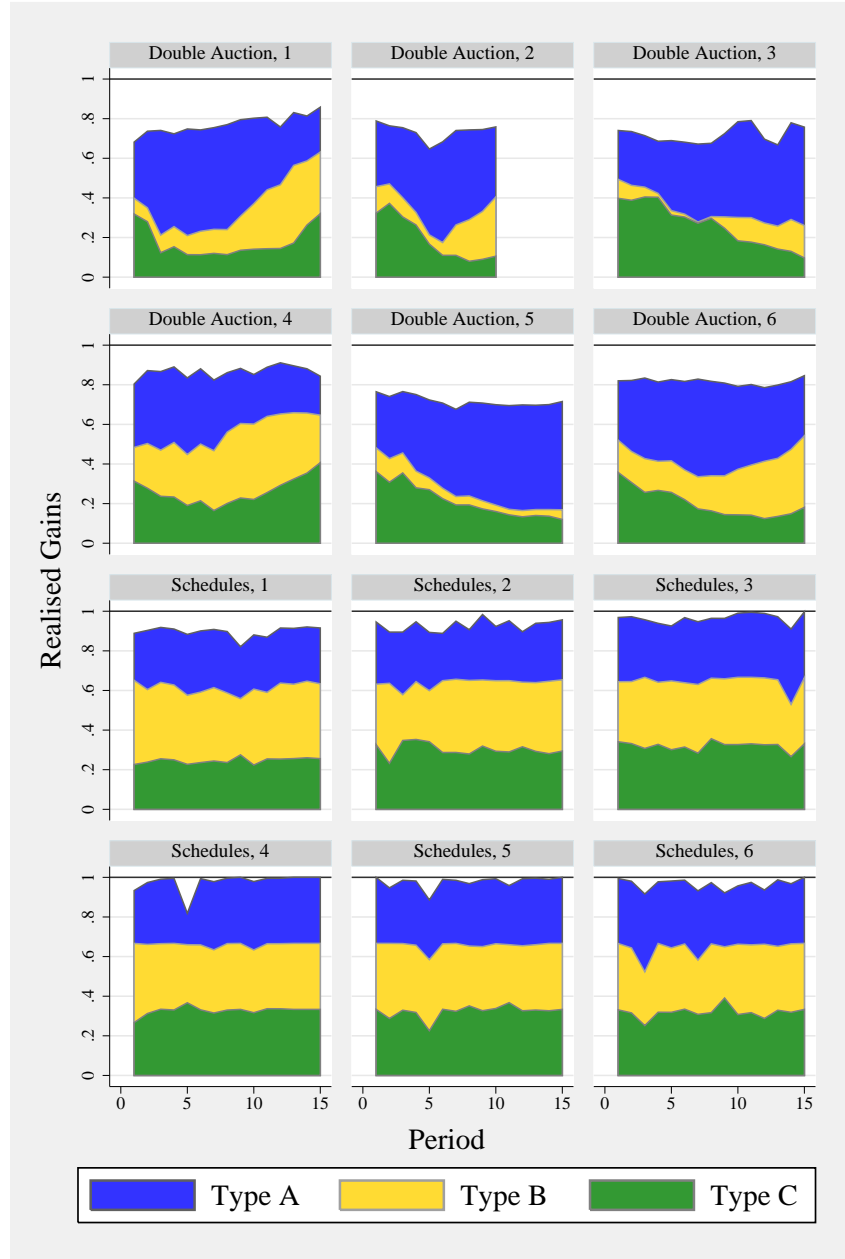 Double Auction, 1
Double Auction, 2
Double Auction, 3
1
.8
.6
.4
.2
0
Double Auction, 4
Double Auction, 5
Double Auction, 6
1
.8
.6
.4
.2
0
Realised Gains
Schedules, 1
Schedules, 2
Schedules, 3
1
.8
.6
.4
.2
0
Schedules, 4
Schedules, 5
Schedules, 6
1
.8
.6
.4
.2
0
0 5 10 15
0 5 10 15
0 5 10 15
Period
Type A
Type B
Type C